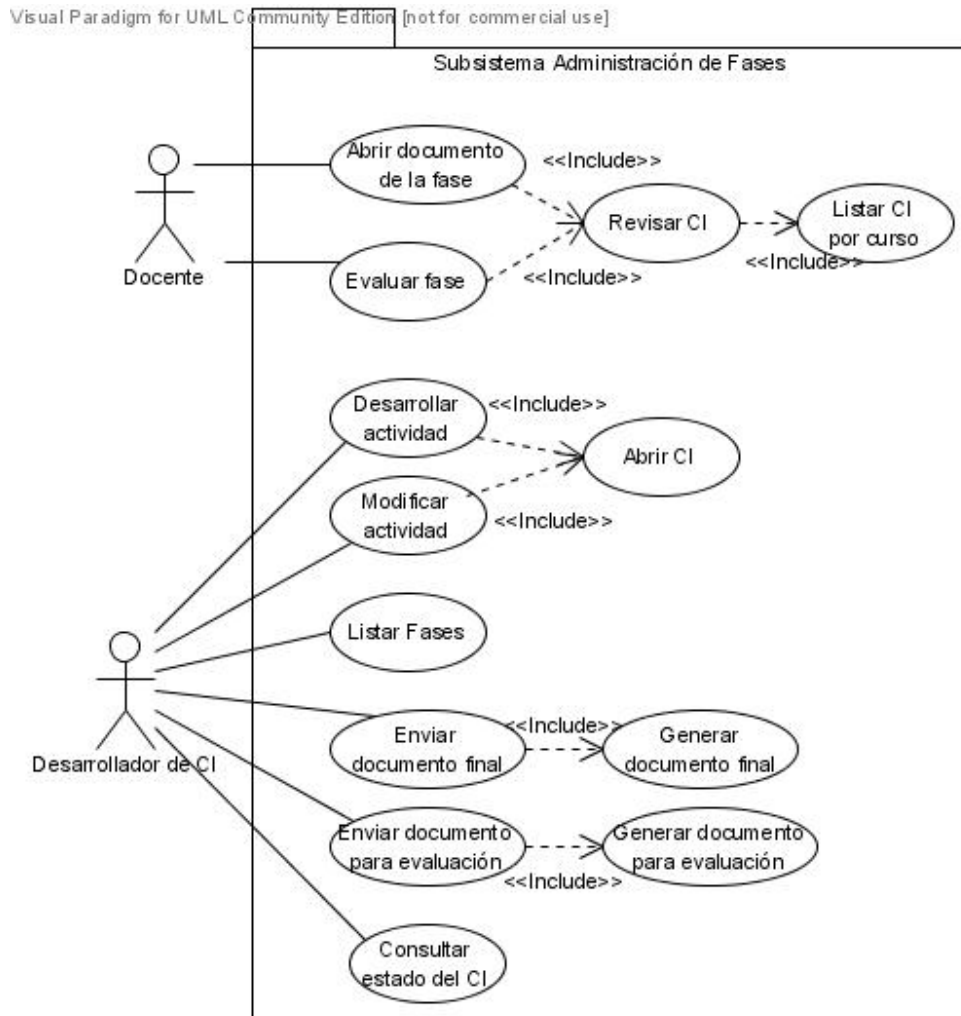 Visual Paradigm for UML Community Edition [not for commercial use]
Subsistema Administración de Fases
Abrir documento
de la fase
<<Include>>
Revisar CI
Listar CI
por curso
<<Include>>
Docente
Evaluar fase
<<Include>>
Desarrollar
actividad
<<Include>>
Abrir CI
Modificar
actividad
<<Include>>
Listar Fases
Desarrollador de CI
Enviar
documento final
<<Include>>
Generar
documento final
Enviar documento
para evaluación
<<Include>>
Generar documento
para evaluación
Consultar
estado del CI